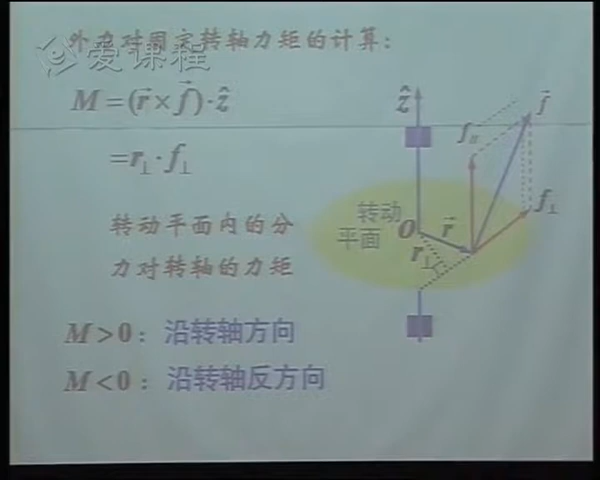 外力对固定转轴力矩的计算:
爱课程
M = (r⃗ × f⃗) · ẑ
= r⊥ · f⊥
转动平面内的分
力对转轴的力矩
M > 0 : 沿转轴方向
M < 0 : 沿转轴反方向
ẑ
f∥
f⃗
f⊥
转动
平面
O
r⃗
r⊥